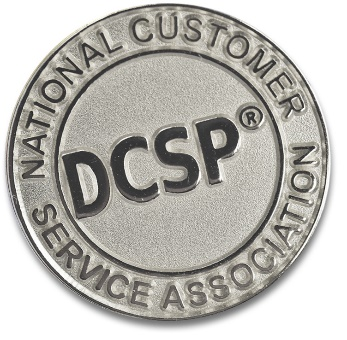 NATIONAL CUSTOMER
DCSP®
SERVICE ASSOCIATION